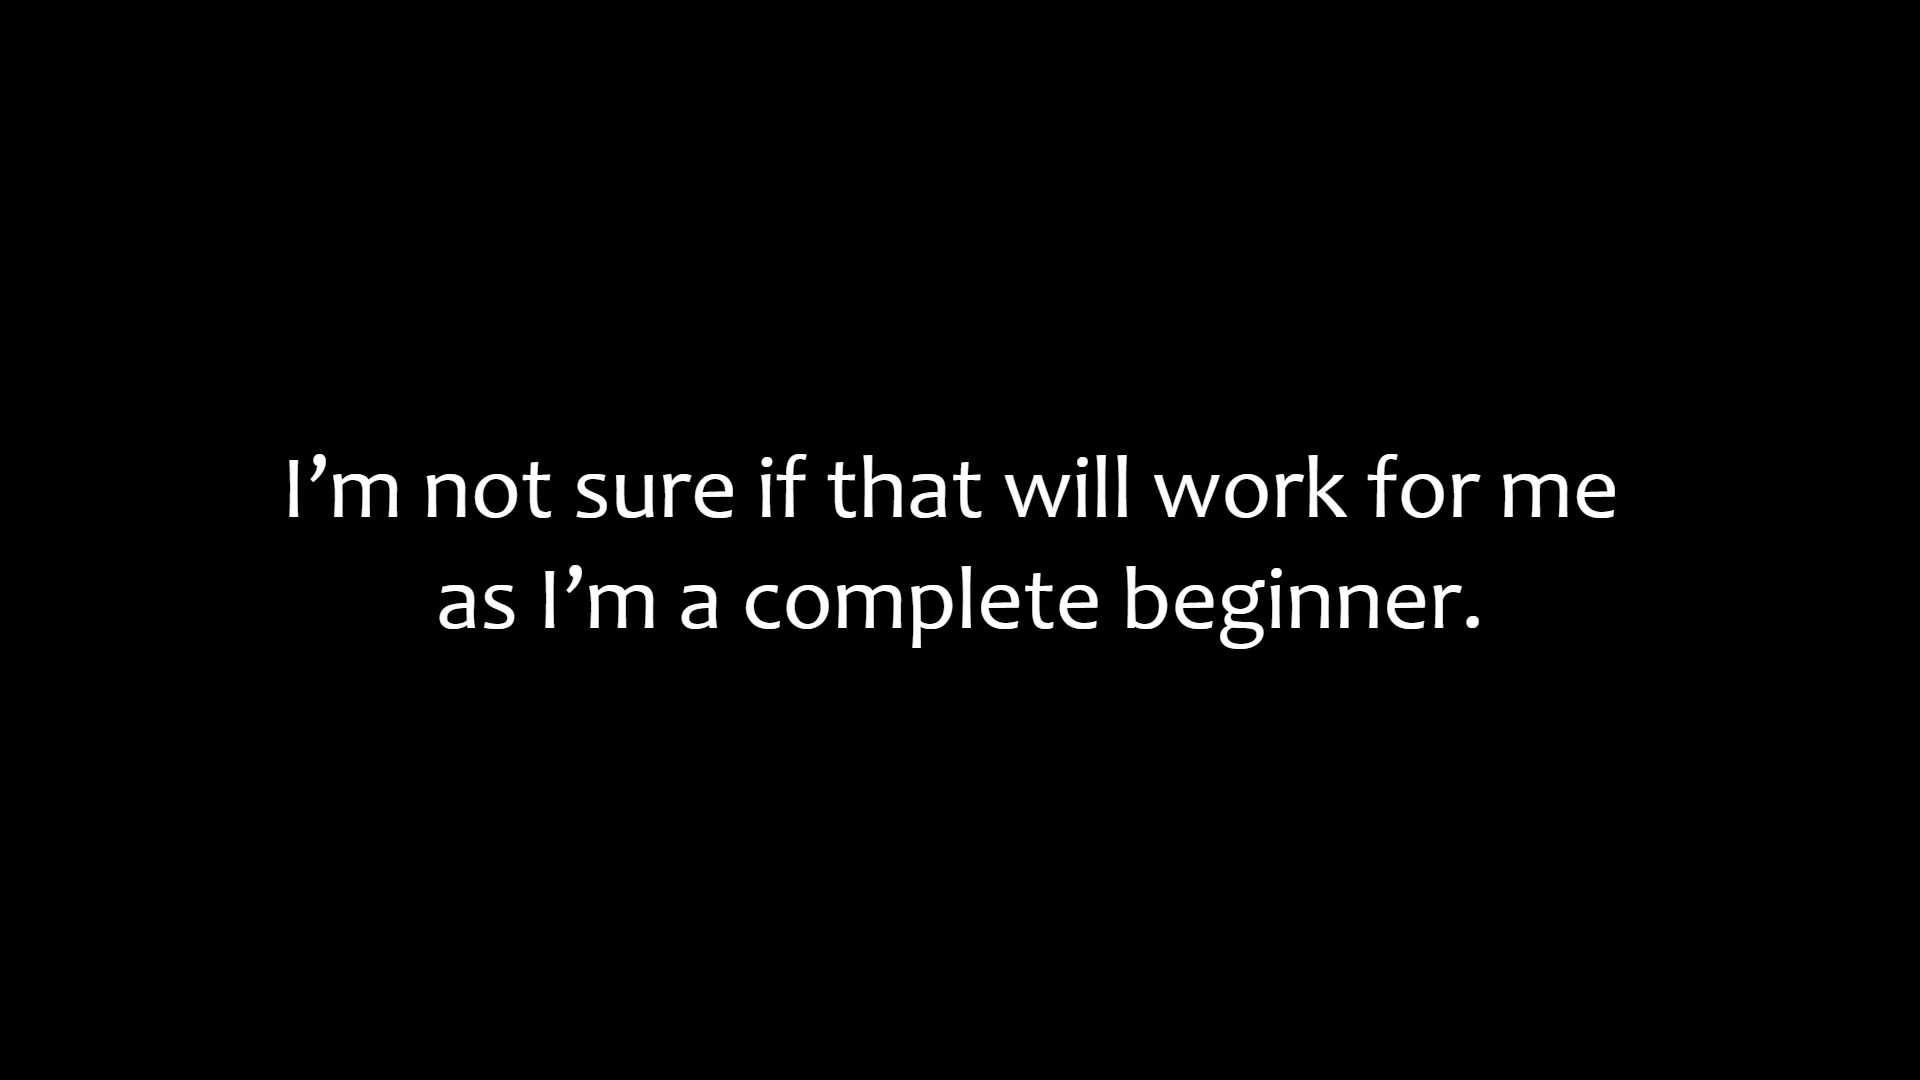 I’m not sure if that will work for me
as I’m a complete beginner.